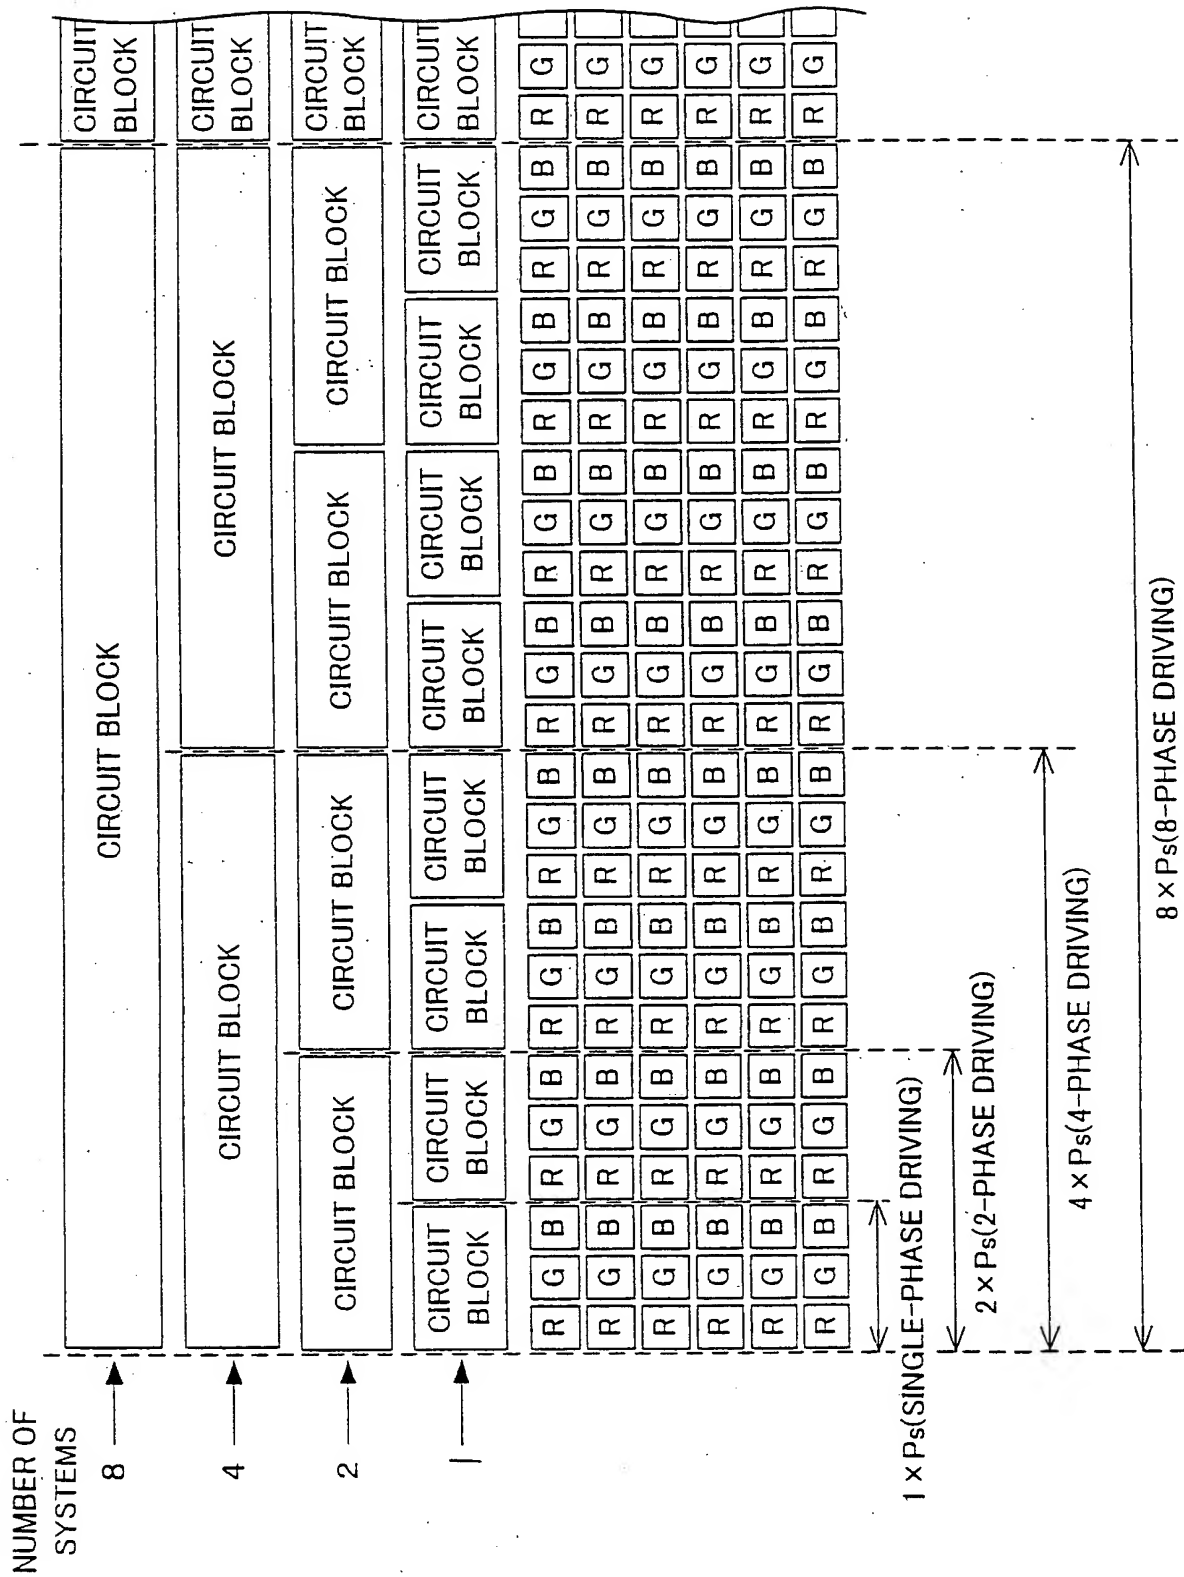 NUMBER OF
SYSTEMS
8 CIRCUIT BLOCK CIRCUIT
BLOCK
4 CIRCUIT BLOCK CIRCUIT BLOCK CIRCUIT
BLOCK
2 CIRCUIT BLOCK CIRCUIT BLOCK CIRCUIT BLOCK CIRCUIT BLOCK CIRCUIT
BLOCK
1 CIRCUIT CIRCUIT CIRCUIT CIRCUIT CIRCUIT CIRCUIT CIRCUIT CIRCUIT CIRCUIT
BLOCK BLOCK BLOCK BLOCK BLOCK BLOCK BLOCK BLOCK BLOCK
R G B R G B R G B R G B R G B R G B R G B R G B R G
R G B R G B R G B R G B R G B R G B R G B R G B R G
R G B R G B R G B R G B R G B R G B R G B R G B R G
R G B R G B R G B R G B R G B R G B R G B R G B R G
R G B R G B R G B R G B R G B R G B R G B R G B R G
R G B R G B R G B R G B R G B R G B R G B R G B R G
1×Ps(SINGLE-PHASE DRIVING)
2×Ps(2-PHASE DRIVING)
4×Ps(4-PHASE DRIVING)
8×Ps(8-PHASE DRIVING)